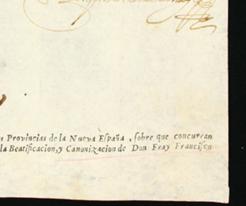 s Provincias de la Nueva España, sobre que concurran
la Beatificacion, y Canonizacion de Don Fray Francisco